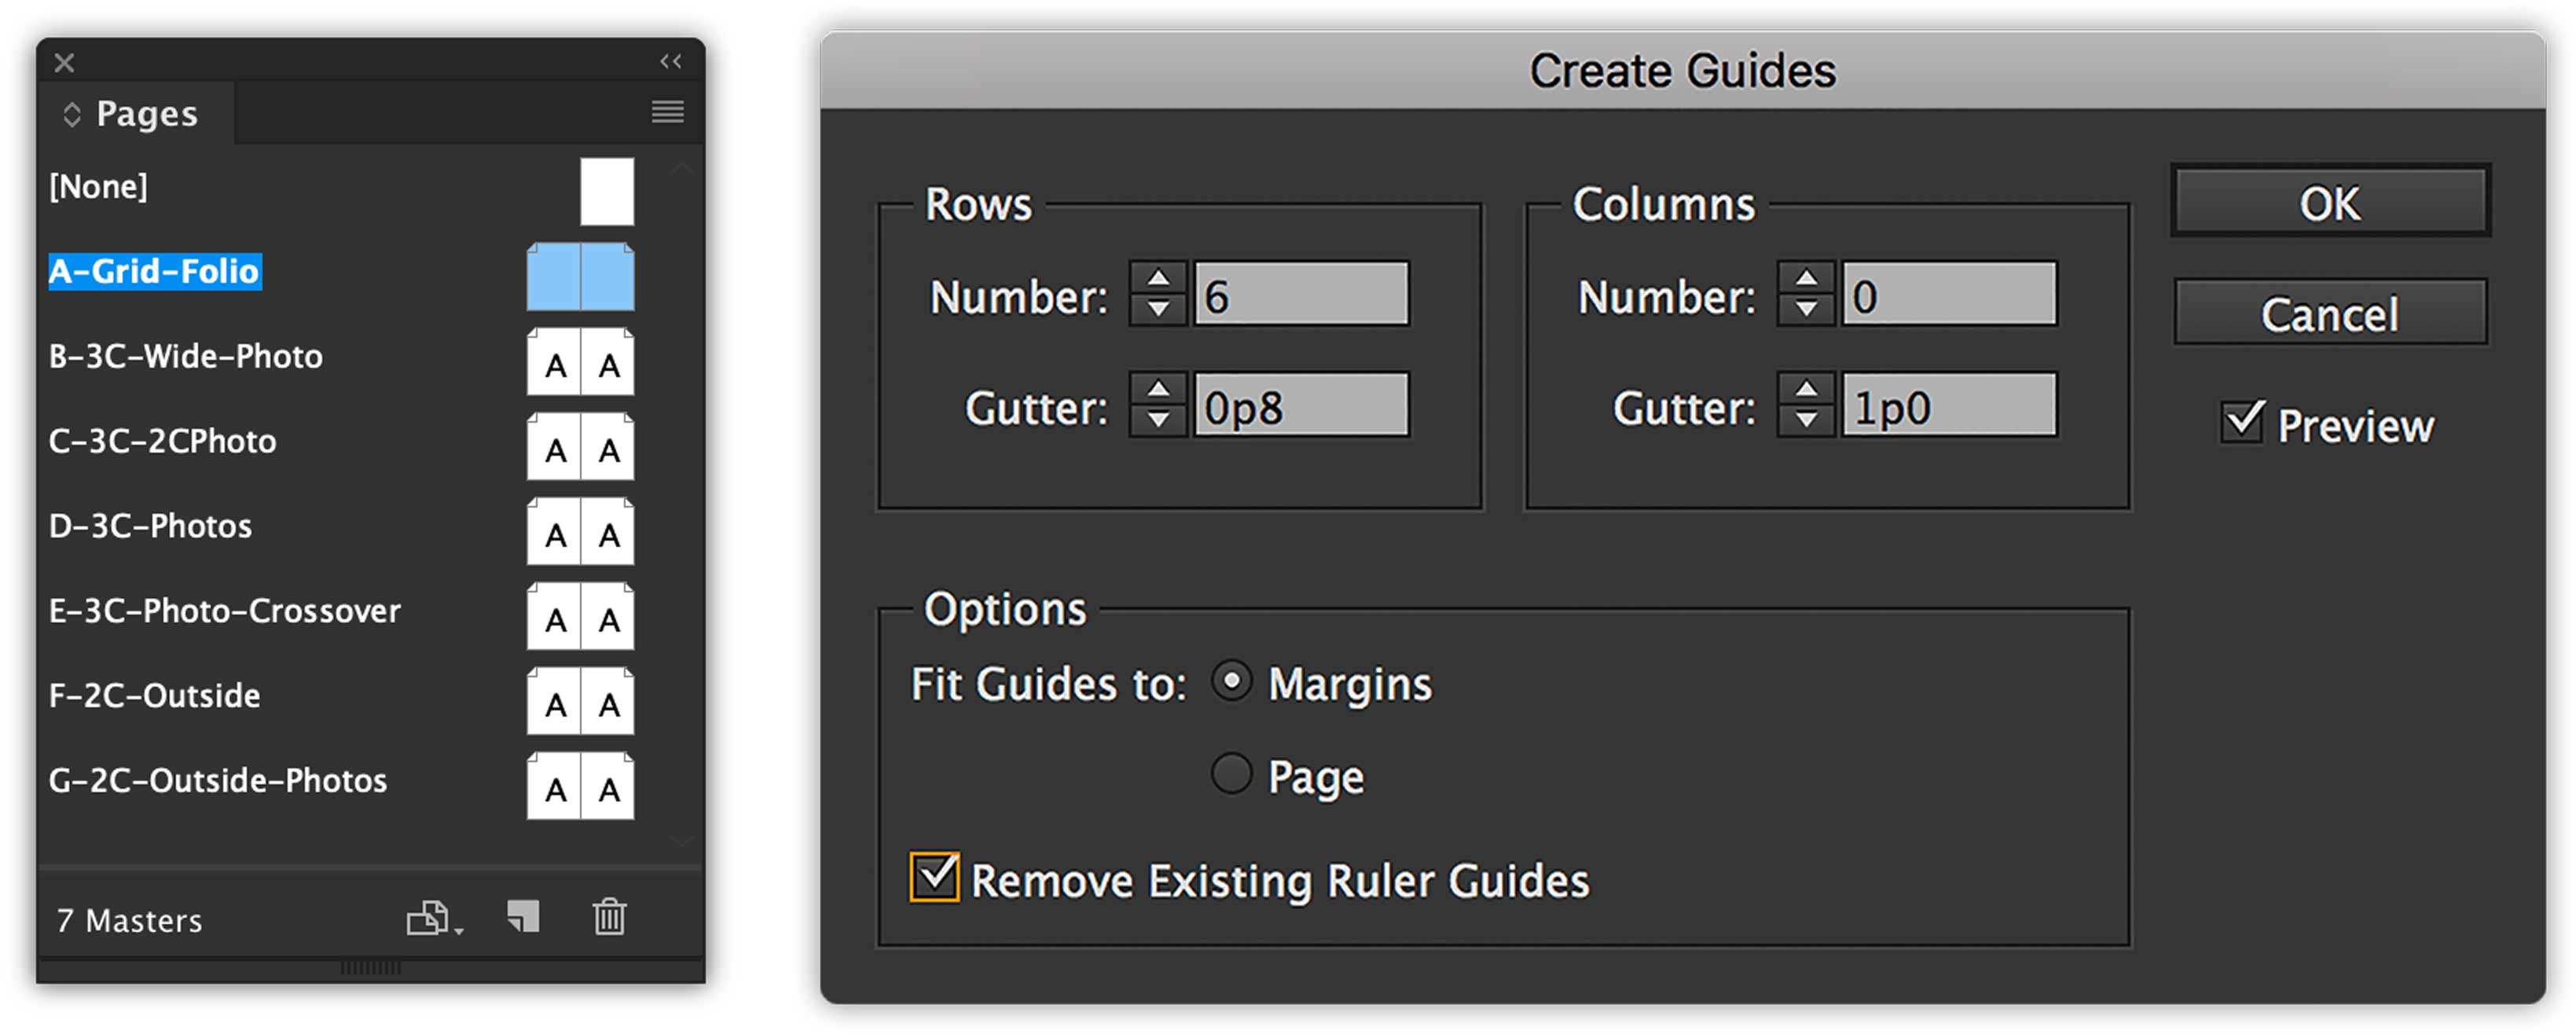 Pages
[None]
A-Grid-Folio
B-3C-Wide-Photo
A A
C-3C-2CPhoto
A A
D-3C-Photos
A A
E-3C-Photo-Crossover
A A
F-2C-Outside
A A
G-2C-Outside-Photos
A A
7 Masters
Create Guides
Rows
Number: 6
Gutter: 0p8
Columns
Number: 0
Gutter: 1p0
OK
Cancel
Preview
Options
Fit Guides to: Margins
Page
Remove Existing Ruler Guides